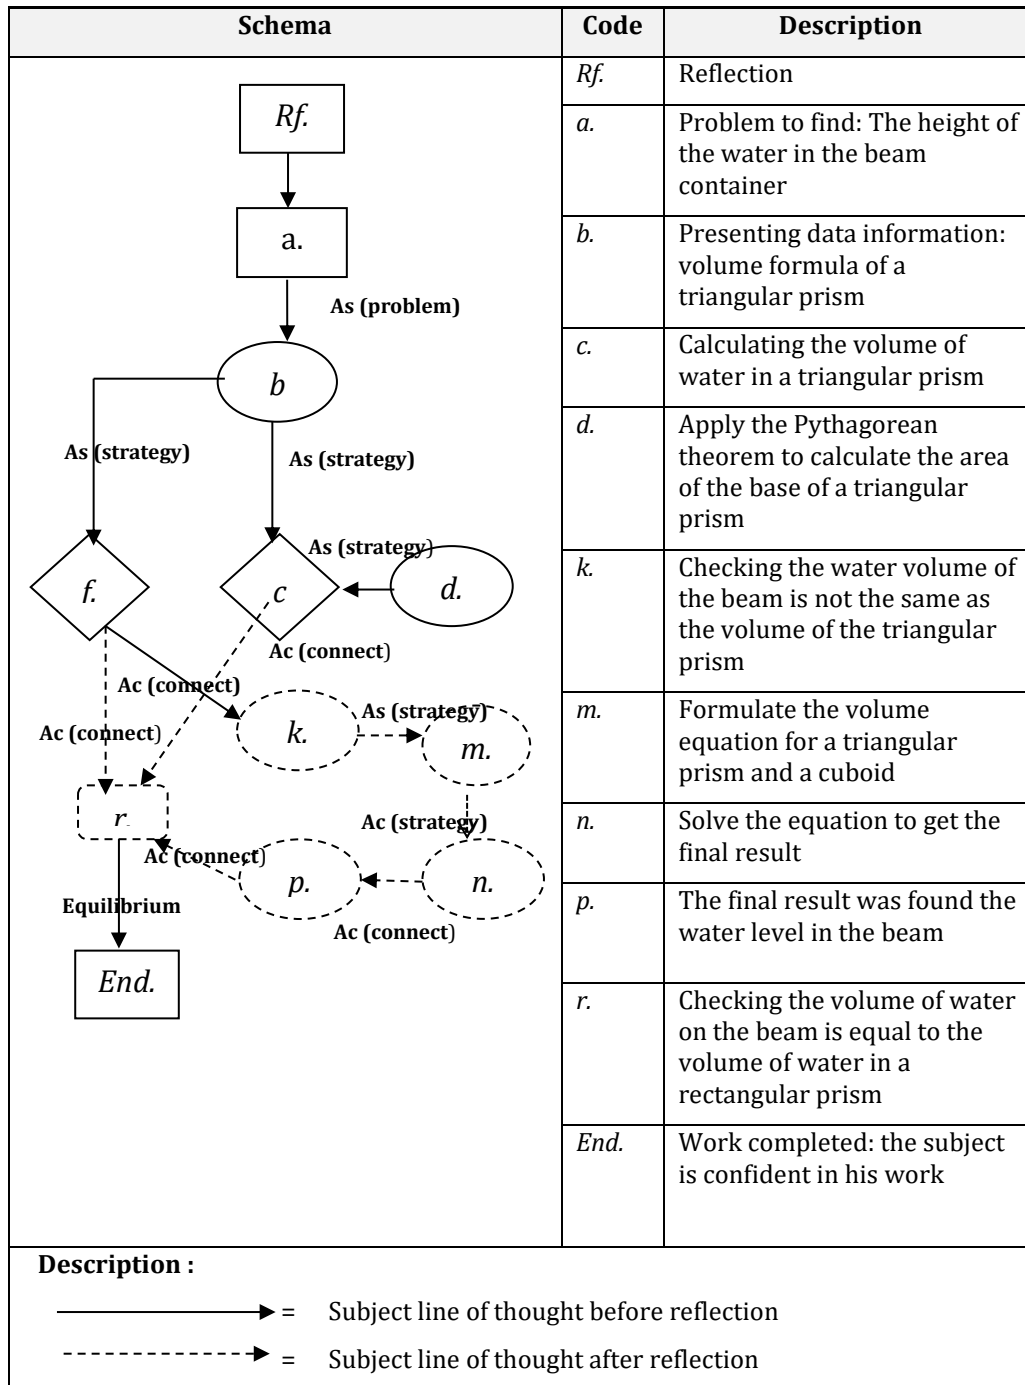 Schema
Code
Description
Rf.
a.
As (problem)
b
As (strategy)
As (strategy)
As (strategy)
f.
c
d.
Ac (connect)
Ac (connect)
k.
As (strategy)
Ac (connect)
m.
r.
Ac (strategy)
Ac (connect)
p.
n.
Equilibrium
Ac (connect)
End.
Rf.
Reflection
a.
Problem to find: The height of
the water in the beam
container
b.
Presenting data information:
volume formula of a
triangular prism
c.
Calculating the volume of
water in a triangular prism
d.
Apply the Pythagorean
theorem to calculate the area
of the base of a triangular
prism
k.
Checking the water volume of
the beam is not the same as
the volume of the triangular
prism
m.
Formulate the volume
equation for a triangular
prism and a cuboid
n.
Solve the equation to get the
final result
p.
The final result was found the
water level in the beam
r.
Checking the volume of water
on the beam is equal to the
volume of water in a
rectangular prism
End.
Work completed: the subject
is confident in his work
Description :
= Subject line of thought before reflection
= Subject line of thought after reflection